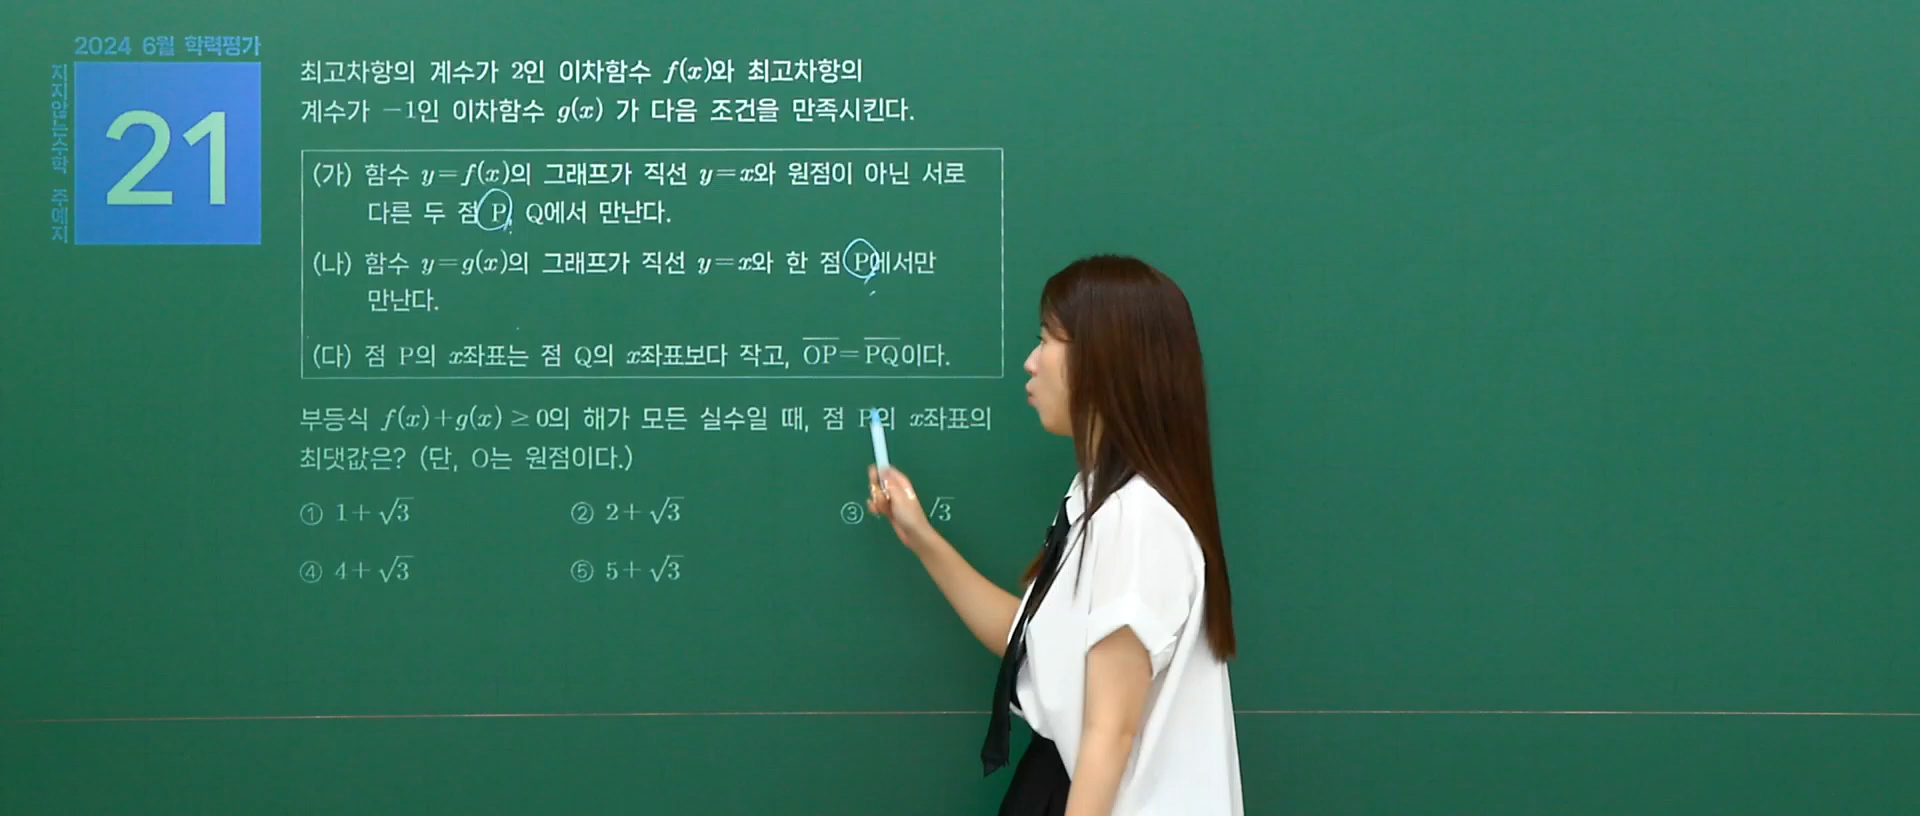 2024 6월 학력평가
지지않는수학 주예지
21
최고차항의 계수가 2인 이차함수 f(x)와 최고차항의
계수가 −1인 이차함수 g(x) 가 다음 조건을 만족시킨다.
(가) 함수 y=f(x)의 그래프가 직선 y=x와 원점이 아닌 서로
다른 두 점 P, Q에서 만난다.
(나) 함수 y=g(x)의 그래프가 직선 y=x와 한 점 P에서만
만난다.
(다) 점 P의 x좌표는 점 Q의 x좌표보다 작고, OP=PQ이다.
부등식 f(x)+g(x) ≥ 0의 해가 모든 실수일 때, 점 P의 x좌표의
최댓값은? (단, O는 원점이다.)
① 1+√3 ② 2+√3 ③ √3
④ 4+√3 ⑤ 5+√3